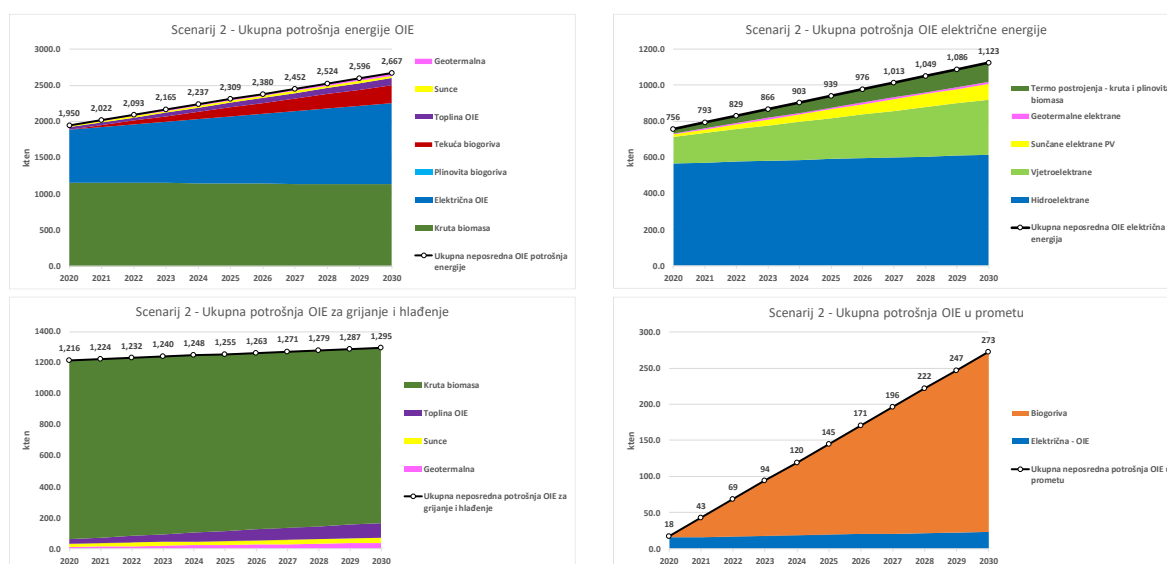 Scenarij 2 - Ukupna potrošnja energije OIE
3000.0
2500.0
2000.0
1500.0
1000.0
500.0
0.0
kten
1,950
2,022
2,093
2,165
2,237
2,309
2,380
2,452
2,524
2,596
2,667
2020 2021 2022 2023 2024 2025 2026 2027 2028 2029 2030
Geotermalna
Sunce
Toplina OIE
Tekuća biogoriva
Plinovita biogoriva
Električna OIE
Kruta biomasa
Ukupna neposredna OIE potrošnja
energije
Scenarij 2 - Ukupna potrošnja OIE električne energije
1200.0
1000.0
800.0
600.0
400.0
200.0
0.0
kten
756
793
829
866
903
939
976
1,013
1,049
1,086
1,123
2020 2021 2022 2023 2024 2025 2026 2027 2028 2029 2030
Termo postrojenja - kruta i plinovita
biomasa
Geotermalne elektrane
Sunčane elektrane PV
Vjetroelektrane
Hidroelektrane
Ukupna neposredna OIE električna
energija
Scenarij 2 - Ukupna potrošnja OIE za grijanje i hlađenje
1400.0
1200.0
1000.0
800.0
600.0
400.0
200.0
0.0
kten
1,216
1,224
1,232
1,240
1,248
1,255
1,263
1,271
1,279
1,287
1,295
2020 2021 2022 2023 2024 2025 2026 2027 2028 2029 2030
Kruta biomasa
Toplina OIE
Sunce
Geotermalna
Ukupna neposredna potrošnja OIE za
grijanje i hlađenje
Scenarij 2 - Ukupna potrošnja OIE u prometu
300.0
250.0
200.0
150.0
100.0
50.0
0.0
kten
18
43
69
94
120
145
171
196
222
247
273
2020 2021 2022 2023 2024 2025 2026 2027 2028 2029 2030
Biogoriva
Električna - OIE
Ukupna neposredna potrošnja OIE u
prometu